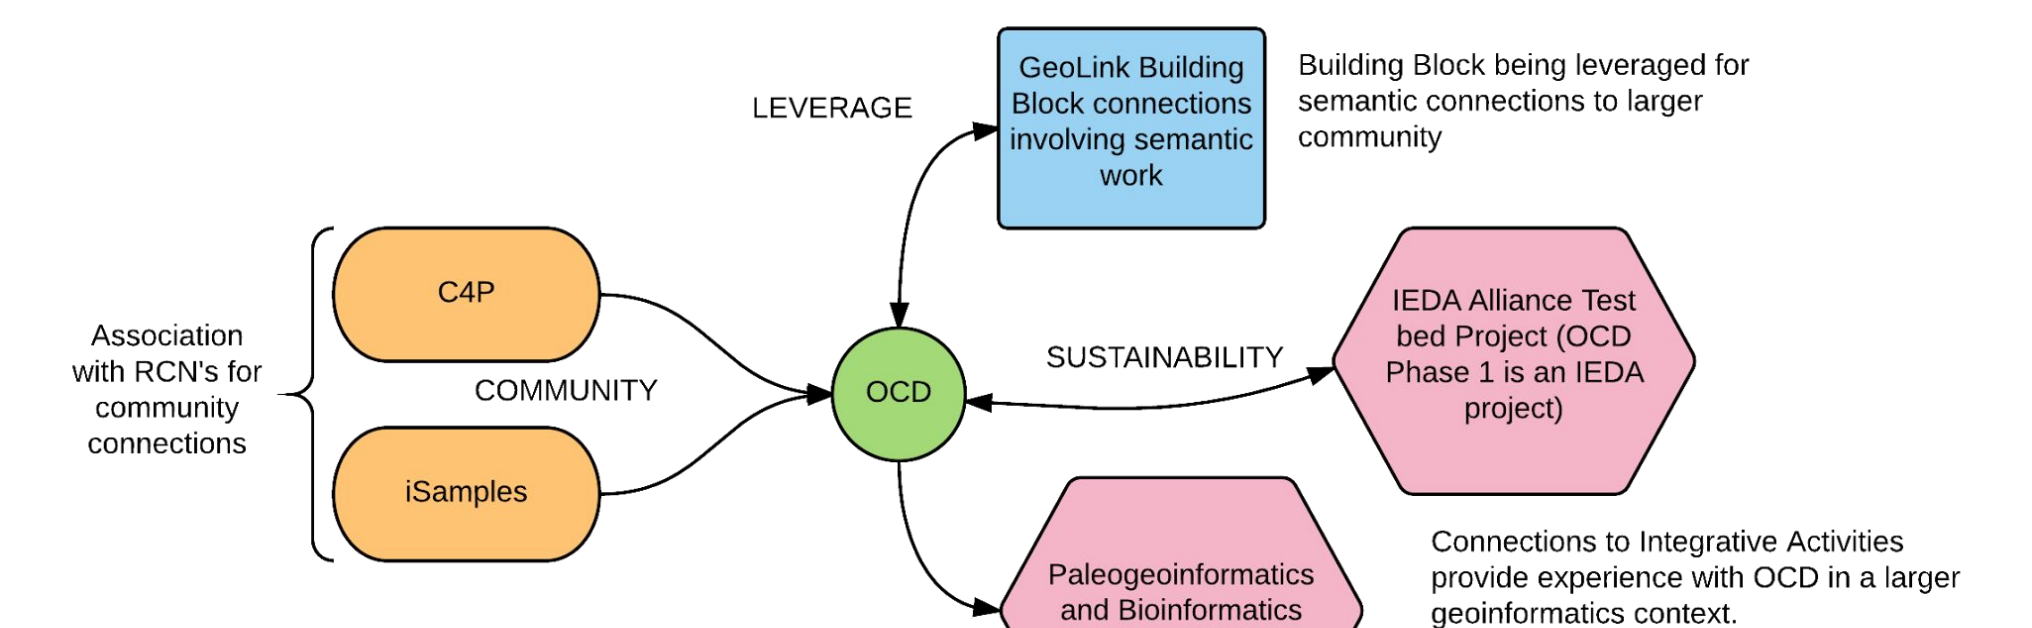 GeoLink Building
Block connections
involving semantic
work
Building Block being leveraged for
semantic connections to larger
community
LEVERAGE
C4P
Association
with RCN's for
community
connections
COMMUNITY
iSamples
OCD
SUSTAINABILITY
IEDA Alliance Test
bed Project (OCD
Phase 1 is an IEDA
project)
Paleogeoinformatics
and Bioinformatics
Connections to Integrative Activities
provide experience with OCD in a larger
geoinformatics context.